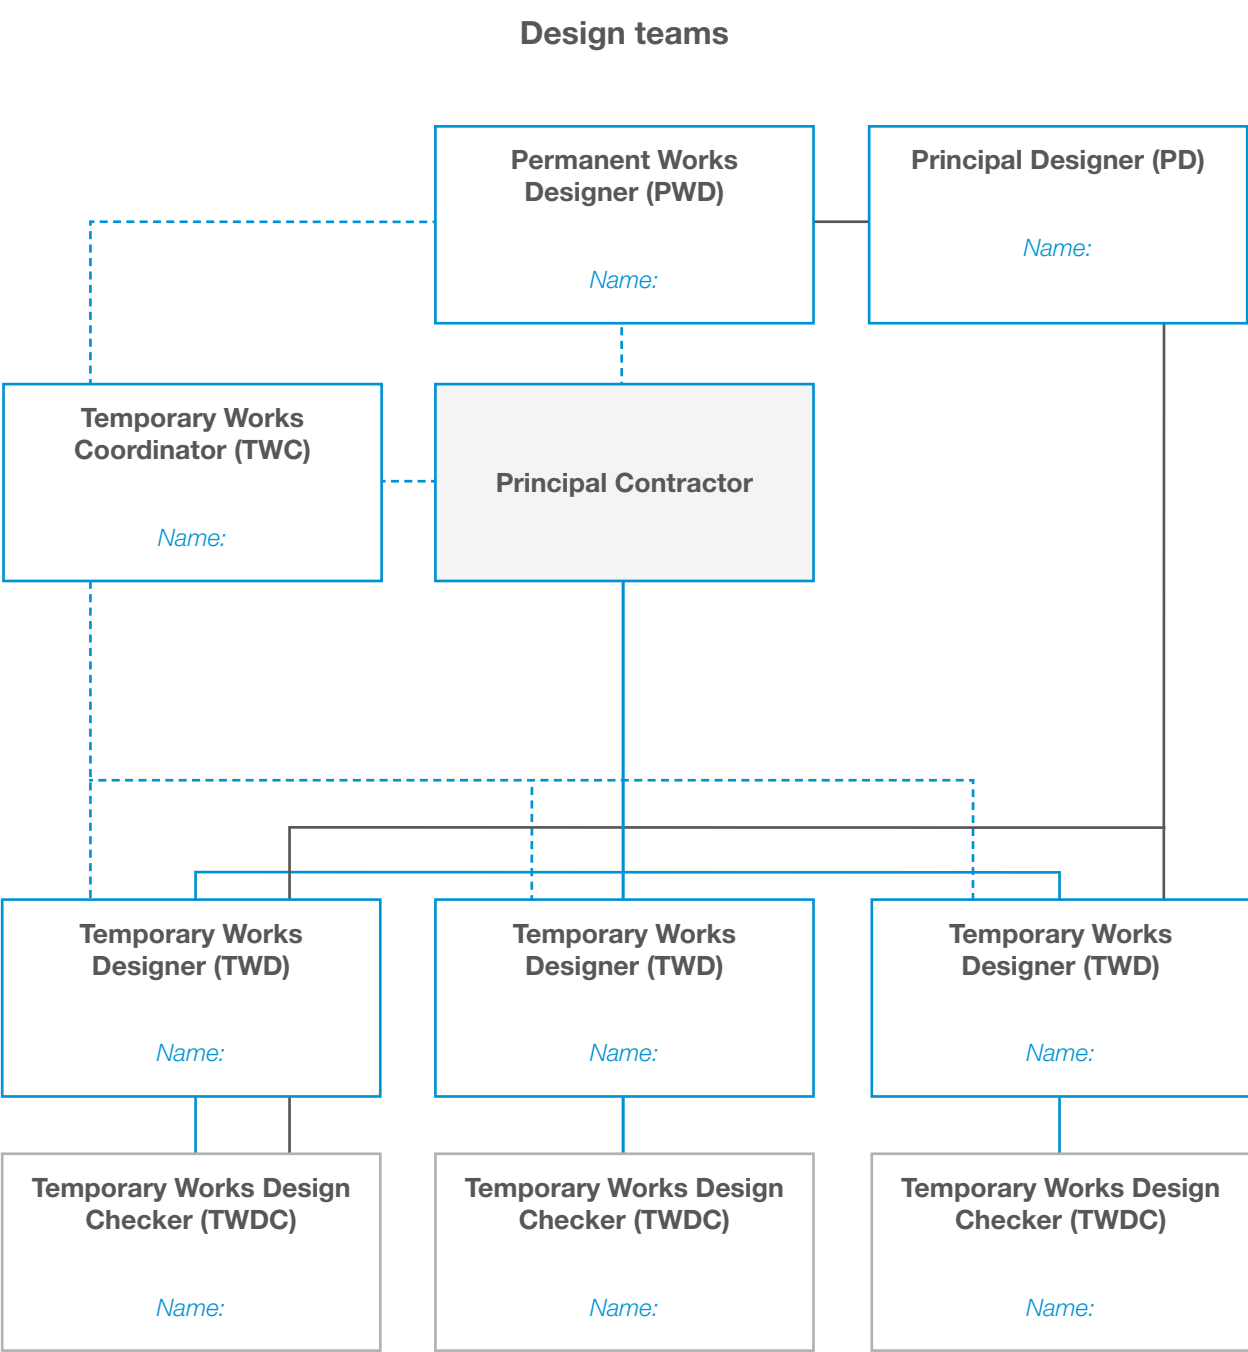 Design teams
Permanent Works
Designer (PWD)
Name:
Principal Designer (PD)
Name:
Temporary Works
Coordinator (TWC)
Name:
Principal Contractor
Temporary Works
Designer (TWD)
Name:
Temporary Works
Designer (TWD)
Name:
Temporary Works
Designer (TWD)
Name:
Temporary Works Design
Checker (TWDC)
Name:
Temporary Works Design
Checker (TWDC)
Name:
Temporary Works Design
Checker (TWDC)
Name: